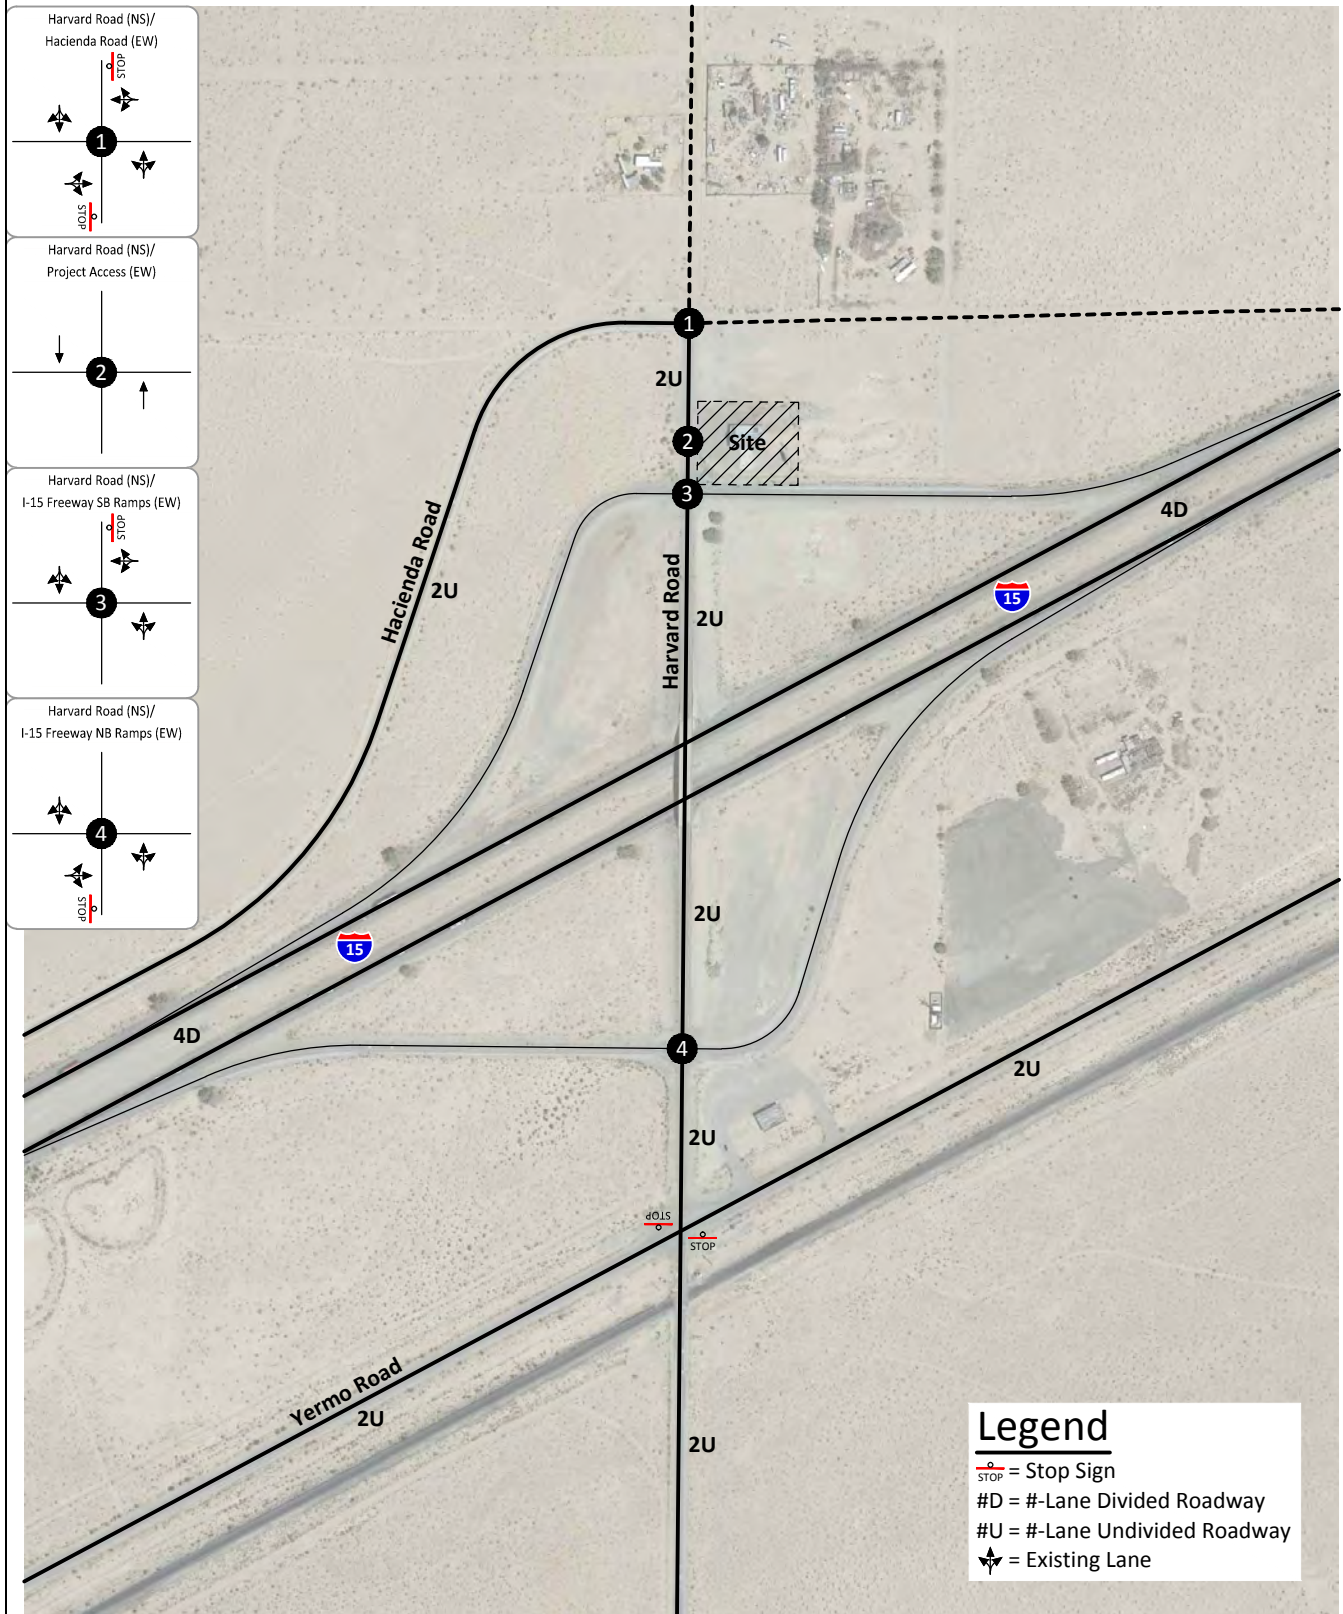 Harvard Road (NS)/
Hacienda Road (EW)
STOP
1
STOP
Harvard Road (NS)/
Project Access (EW)
2
Harvard Road (NS)/
I-15 Freeway SB Ramps (EW)
STOP
3
Harvard Road (NS)/
I-15 Freeway NB Ramps (EW)
4
STOP
1
2U
2
Site
3
4D
15
Hacienda Road
2U
Harvard Road
2U
2U
15
4D
4
2U
2U
STOP
STOP
Yermo Road
2U
2U
Legend
STOP = Stop Sign
#D = #-Lane Divided Roadway
#U = #-Lane Undivided Roadway
= Existing Lane